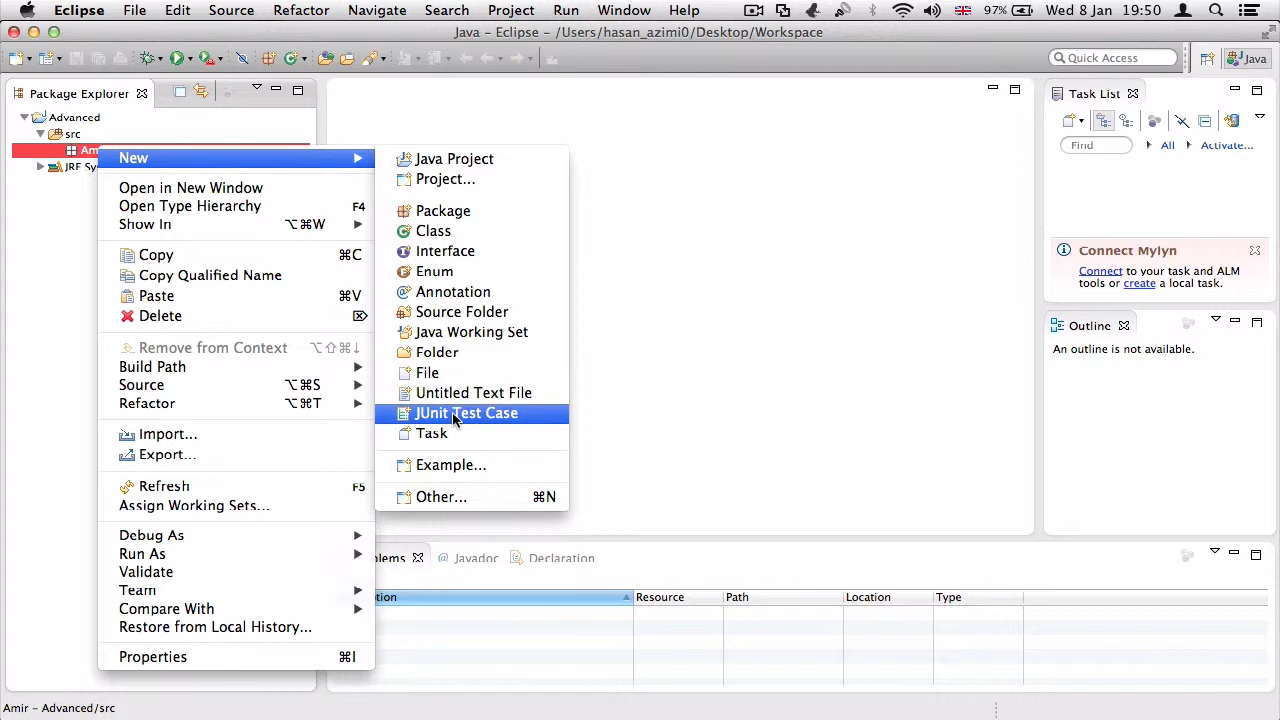 Eclipse File Edit Source Refactor Navigate Search Project Run Window Help 97% Wed 8 Jan 19:50
Java - Eclipse - /Users/hasan_azimi0/Desktop/Workspace
Quick Access
Java
Package Explorer
Task List
Advanced
src
JRE Sy
New
Open in New Window
Open Type Hierarchy F4
Show In ⌥⌘W
Copy ⌘C
Copy Qualified Name
Paste ⌘V
Delete ⌦
Remove from Context ⌥⇧⌘↓
Build Path
Source ⌥⌘S
Refactor ⌥⌘T
Import...
Export...
Refresh F5
Assign Working Sets...
Debug As
Run As
Validate
Team
Compare With
Restore from Local History...
Properties ⌘I
Java Project
Project...
Package
Class
Interface
Enum
Annotation
Source Folder
Java Working Set
Folder
File
Untitled Text File
JUnit Test Case
Task
Example...
Other... ⌘N
Find
All
Activate...
Connect Mylyn
Connect to your task and ALM
tools or create a local task.
Outline
An outline is not available.
Javadoc
Declaration
Resource
Path
Location
Type
Amir - Advanced/src